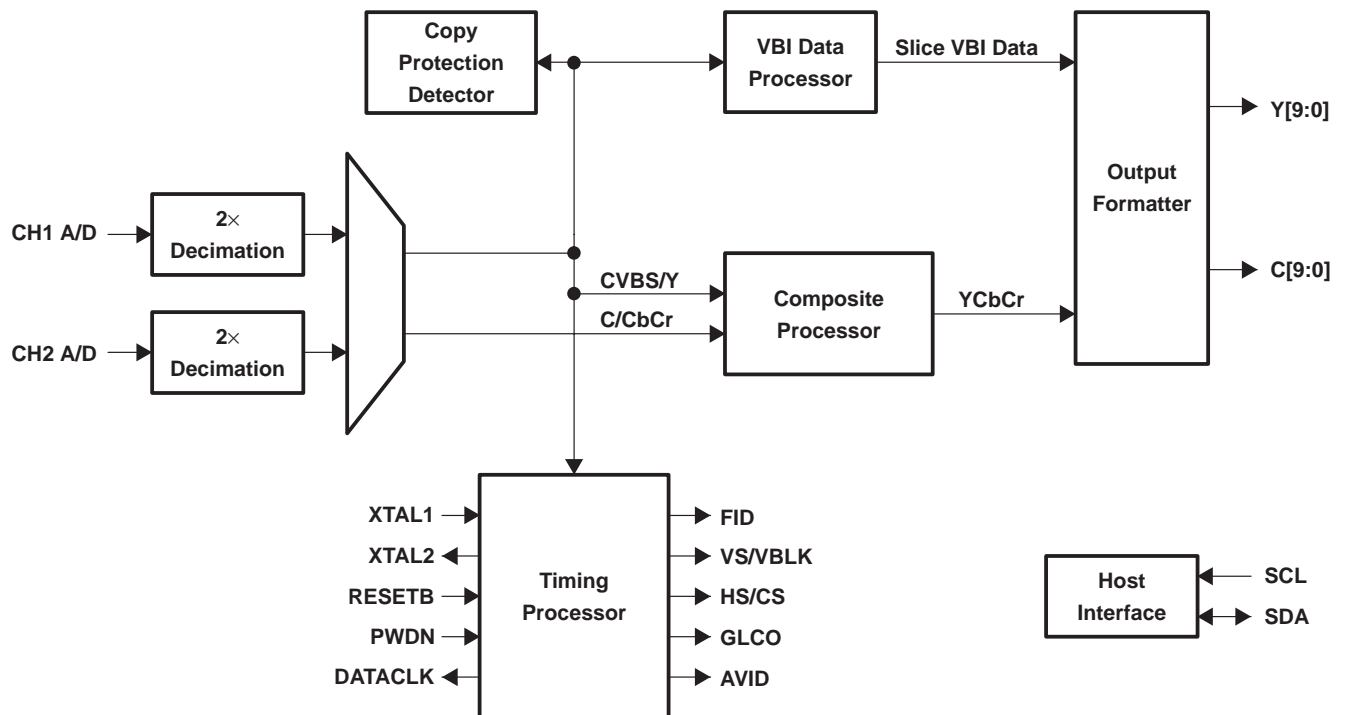 Copy
Protection
Detector
VBI Data
Processor
Slice VBI Data
Output
Formatter
Y[9:0]
C[9:0]
CH1 A/D
2×
Decimation
CH2 A/D
2×
Decimation
CVBS/Y
C/CbCr
Composite
Processor
YCbCr
XTAL1
XTAL2
RESETB
PWDN
DATACLK
Timing
Processor
FID
VS/VBLK
HS/CS
GLCO
AVID
Host
Interface
SCL
SDA